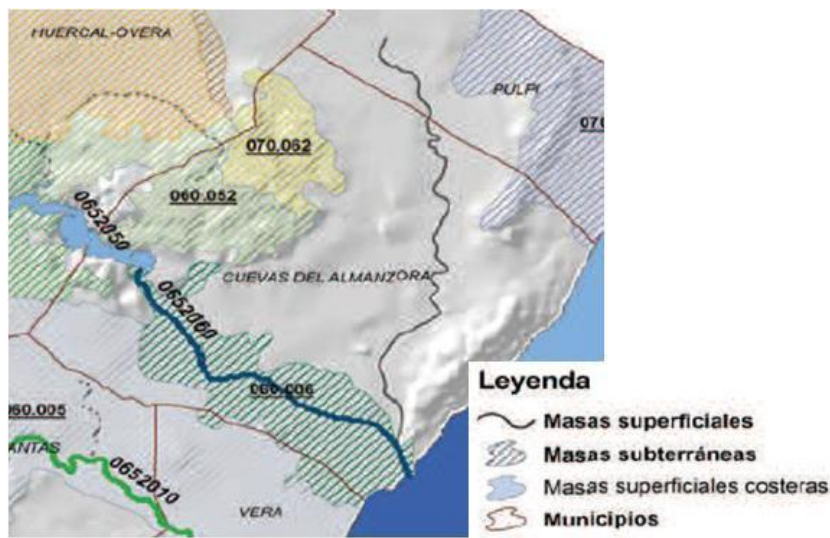 HUERCAL-OVERA
PULPI
070.062
060.052
0652050
CUEVAS DEL ALMANZORA
0652060
060.006
060.005
ANTAS
0652010
VERA
Leyenda
Masas superficiales
Masas subterráneas
Masas superficiales costeras
Municipios